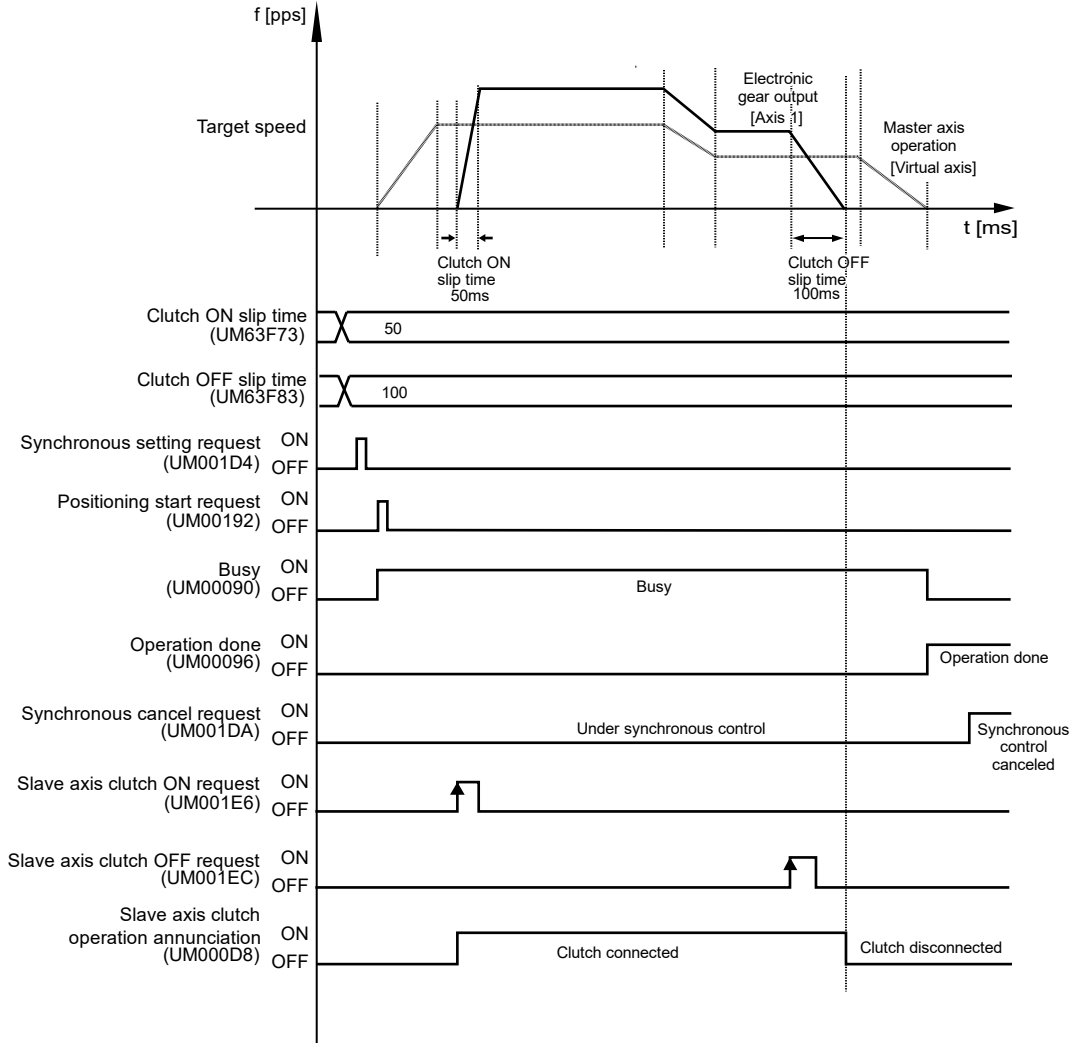 f [pps]
Electronic
gear output
[Axis 1]
Target speed
Master axis
operation
[Virtual axis]
t [ms]
Clutch ON
slip time
50ms
Clutch OFF
slip time
100ms
Clutch ON slip time
(UM63F73)
50
Clutch OFF slip time
(UM63F83)
100
Synchronous setting request
(UM001D4)
ON
OFF
Positioning start request
(UM00192)
ON
OFF
Busy
(UM00090)
ON
OFF
Busy
Operation done
(UM00096)
ON
OFF
Operation done
Synchronous cancel request
(UM001DA)
ON
OFF
Under synchronous control
Synchronous
control
canceled
Slave axis clutch ON request
(UM001E6)
ON
OFF
Slave axis clutch OFF request
(UM001EC)
ON
OFF
Slave axis clutch
operation annunciation
(UM000D8)
ON
OFF
Clutch connected
Clutch disconnected